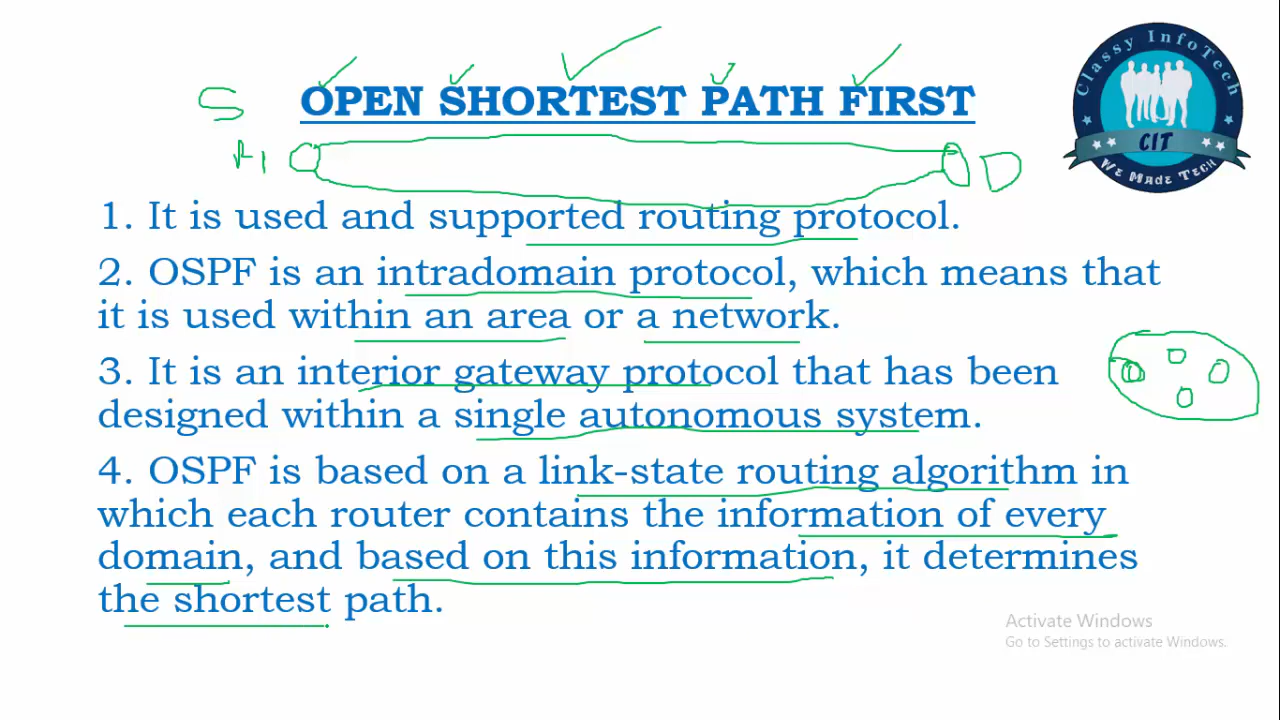 OPEN SHORTEST PATH FIRST
S
D
1. It is used and supported routing protocol.
2. OSPF is an intradomain protocol, which means that
it is used within an area or a network.
3. It is an interior gateway protocol that has been
designed within a single autonomous system.
4. OSPF is based on a link-state routing algorithm in
which each router contains the information of every
domain, and based on this information, it determines
the shortest path.
Classy InfoTech
CIT
We Made Tech
Activate Windows
Go to Settings to activate Windows.